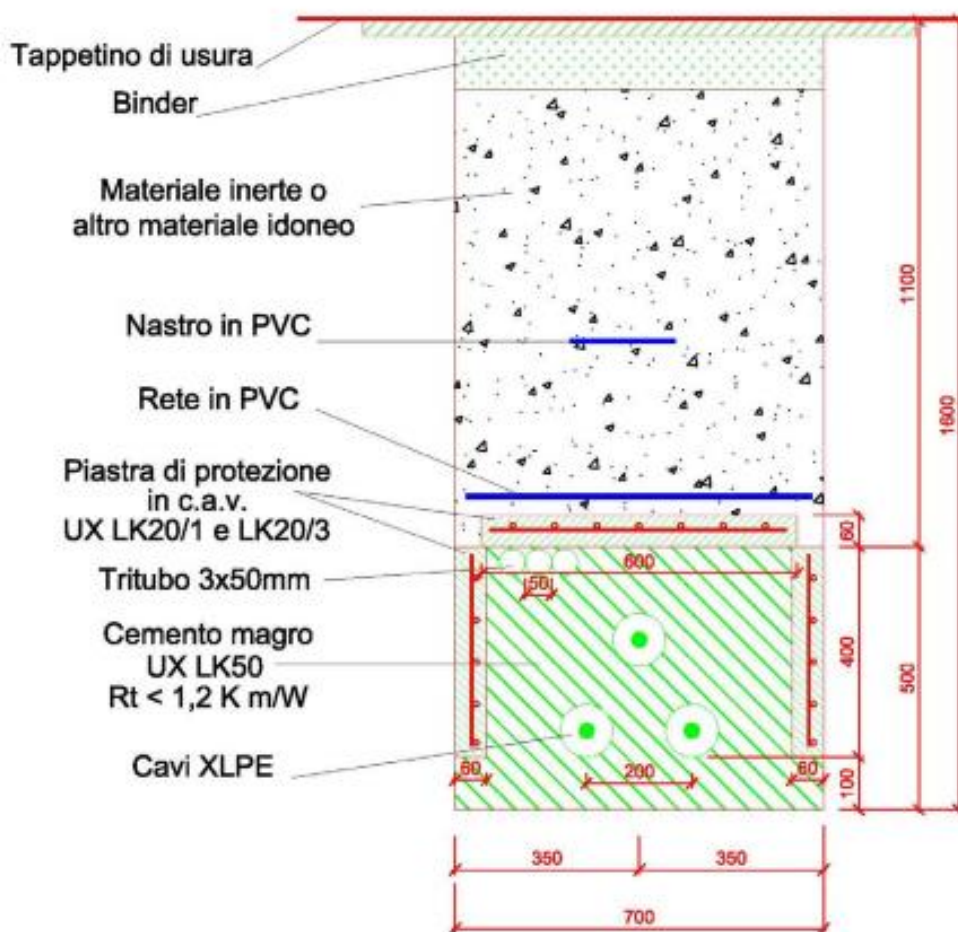 Tappetino di usura
Binder
Materiale inerte o
altro materiale idoneo
Nastro in PVC
Rete in PVC
Piastra di protezione
in c.a.v.
UX LK20/1 e LK20/3
Tritubo 3x50mm
Cemento magro
UX LK50
Rt < 1,2 K m/W
Cavi XLPE
1100
1600
60
600
50
400
500
60
200
60
100
350
350
700